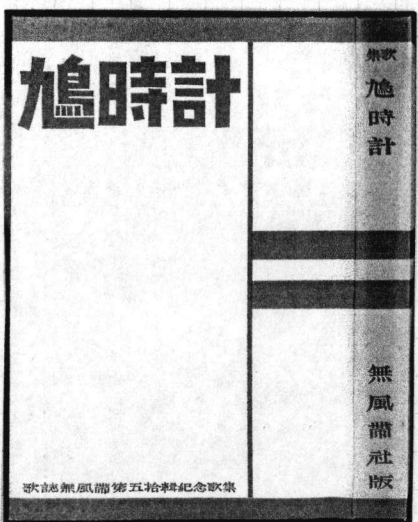 鳩時計
歌誌無風帶第五拾輯紀念歌集
歌集
鳩時計
無風帶社版